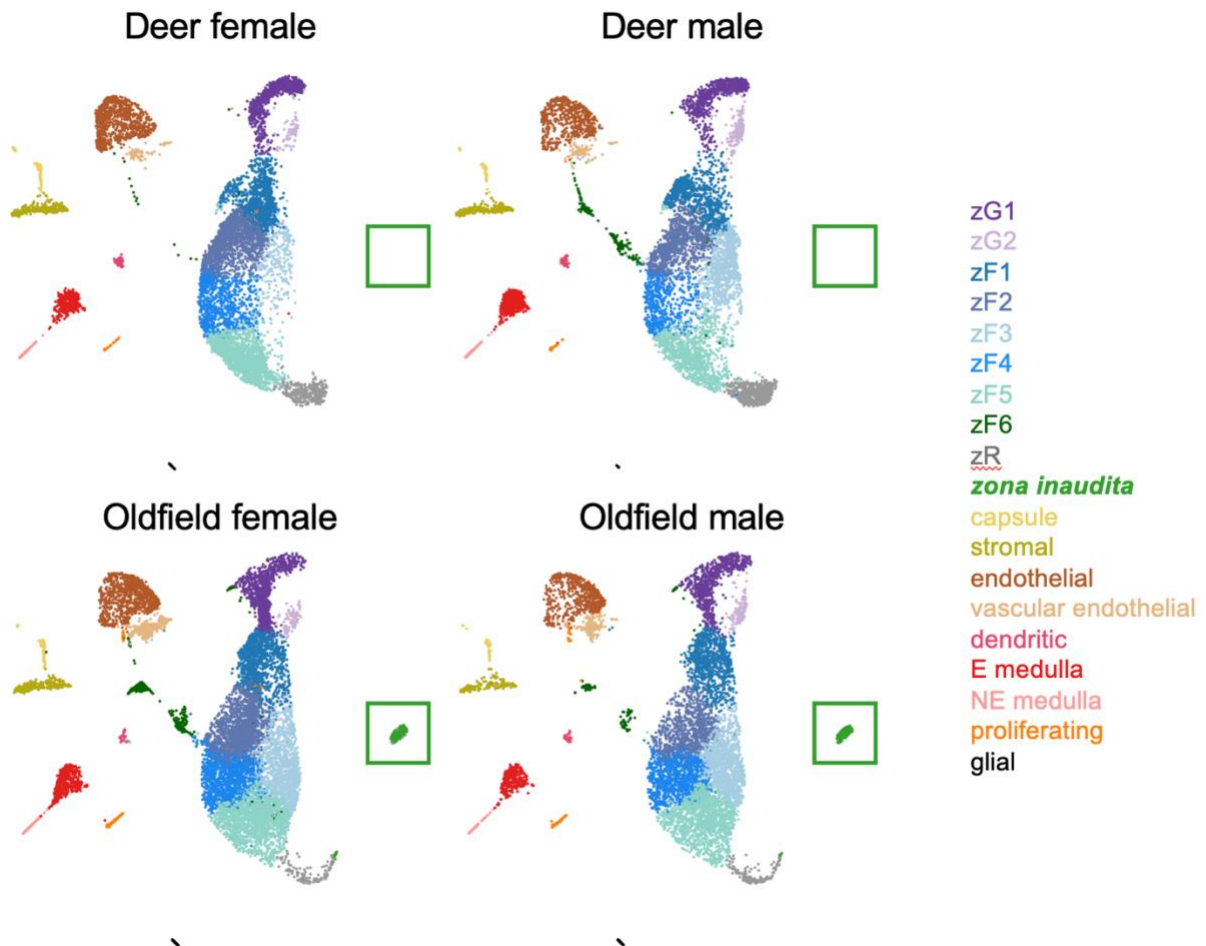 Deer female
Deer male
Oldfield female
Oldfield male
zG1
zG2
zF1
zF2
zF3
zF4
zF5
zF6
zR
zona inaudita
capsule
stromal
endothelial
vascular endothelial
dendritic
E medulla
NE medulla
proliferating
glial